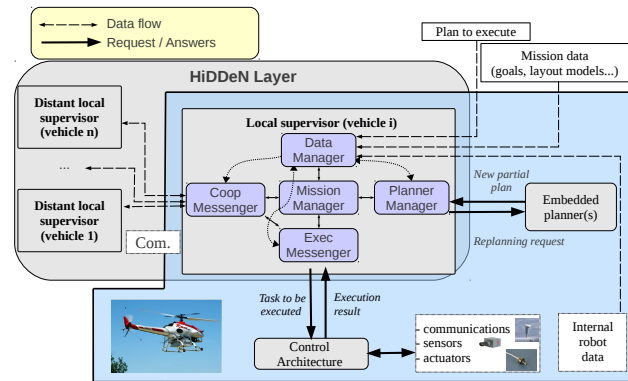 Data flow
Request / Answers
Plan to execute
Mission data
(goals, layout models...)
HiDDeN Layer
Distant local
supervisor
(vehicle n)
...
Distant local
supervisor
(vehicle 1)
Com.
Local supervisor (vehicle i)
Data
Manager
Coop
Messenger
Mission
Manager
Planner
Manager
Exec
Messenger
New partial
plan
Embedded
planner(s)
Replanning request
Task to be
executed
Execution
result
Control
Architecture
- communications
- sensors
- actuators
Internal
robot
data